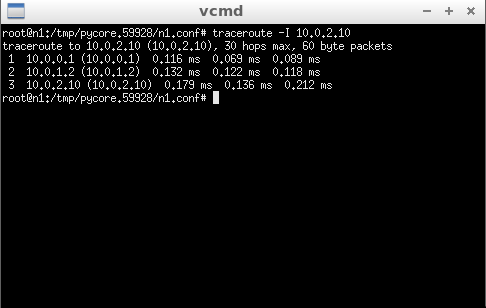 vcmd
root@n1:/tmp/pycore.59928/n1.conf# traceroute -I 10.0.2.10
traceroute to 10.0.2.10 (10.0.2.10), 30 hops max, 60 byte packets
1  10.0.0.1 (10.0.0.1)  0.116 ms  0.069 ms  0.089 ms
2  10.0.1.2 (10.0.1.2)  0.132 ms  0.122 ms  0.118 ms
3  10.0.2.10 (10.0.2.10)  0.179 ms  0.136 ms  0.212 ms
root@n1:/tmp/pycore.59928/n1.conf#